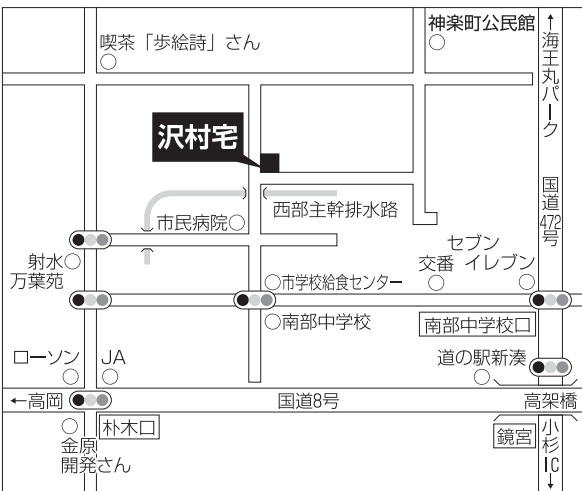 喫茶「歩絵詩」さん
神楽町公民館
↑海王丸パーク
沢村宅
国道472号
市民病院
西部主幹排水路
射水
万葉苑
セブン
イレブン
交番
市学校給食センター
南部中学校
南部中学校口
ローソン
JA
道の駅新湊
←高岡
国道8号
高架橋
朴木口
鏡宮
小杉IC↓
金原
開発さん